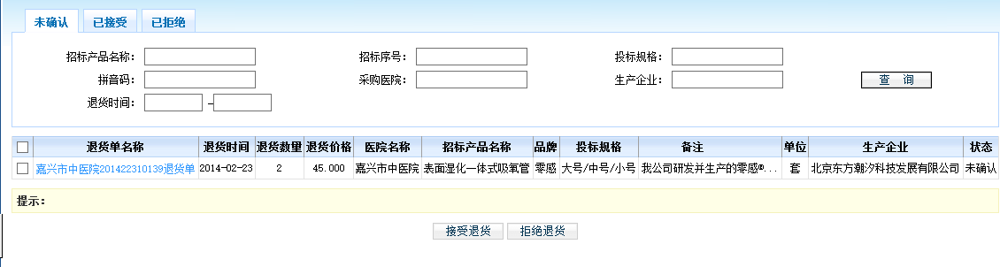 未确认 已接受 已拒绝
招标产品名称： 招标序号： 投标规格：
拼音码： 采购医院： 生产企业： 查 询
退货时间： –
退货单名称 退货时间 退货数量 退货价格 医院名称 招标产品名称 品牌 投标规格 备注 单位 生产企业 状态
嘉兴市中医院201422310139退货单 2014-02-23 2 45.000 嘉兴市中医院 表面湿化一体式吸氧管 零感 大号/中号/小号 我公司研发并生产的零感®... 套 北京东方潮汐科技发展有限公司 未确认
提示：
接受退货 拒绝退货